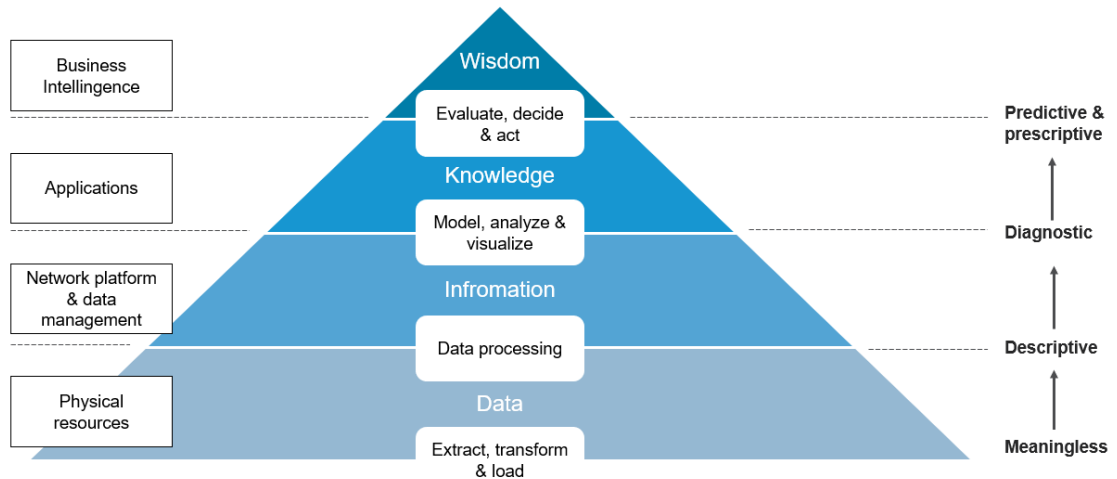 Wisdom
Business
Intellingence
Evaluate, decide
& act
Predictive &
prescriptive
Knowledge
Applications
Model, analyze &
visualize
Diagnostic
Infromation
Network platform
& data
management
Data processing
Descriptive
Data
Physical
resources
Extract, transform
& load
Meaningless